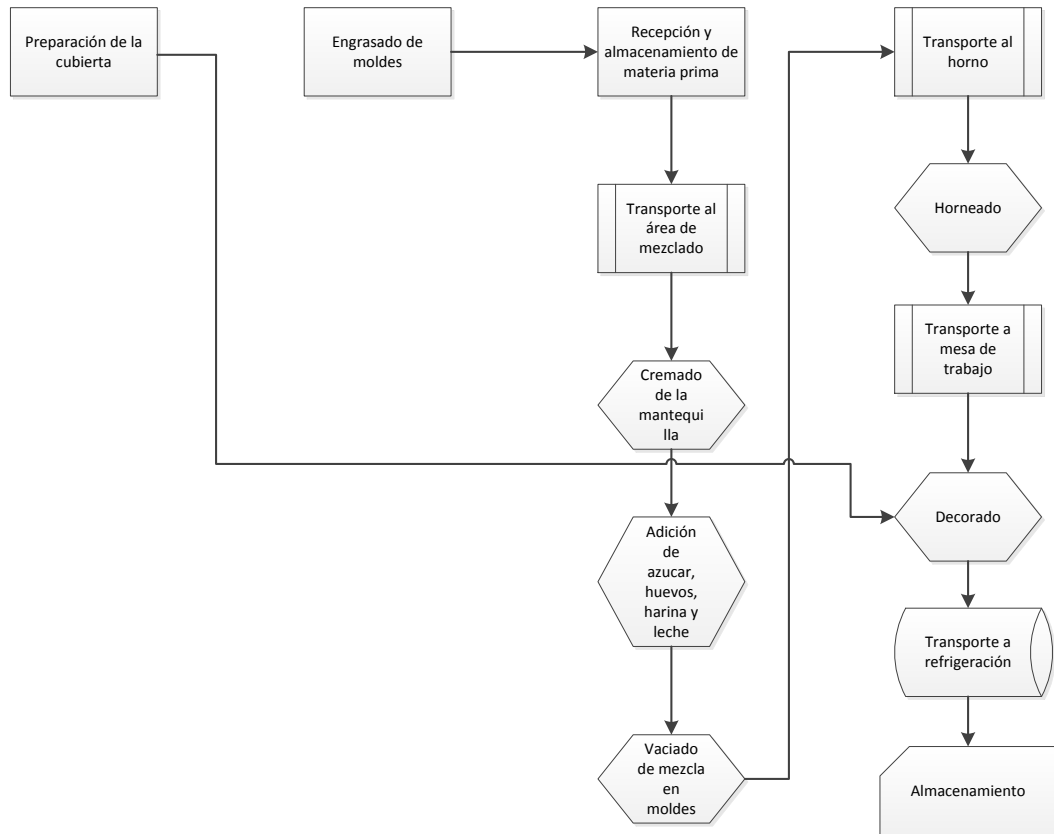 Preparación de la
cubierta
Engrasado de
moldes
Recepción y
almacenamiento de
materia prima
Transporte al
área de
mezclado
Cremado
de la
mantequi
lla
Adición
de
azucar,
huevos,
harina y
leche
Vaciado
de mezcla
en
moldes
Transporte al
horno
Horneado
Transporte a
mesa de
trabajo
Decorado
Transporte a
refrigeración
Almacenamiento